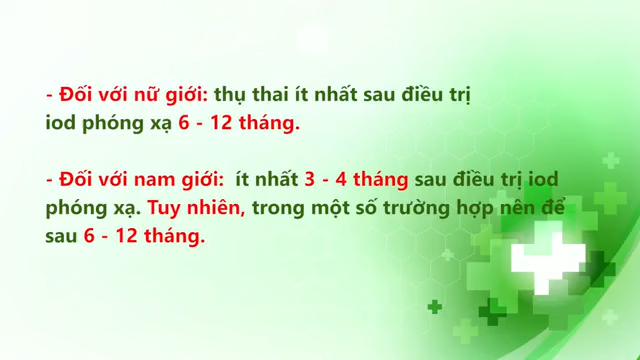 - Đối với nữ giới: thụ thai ít nhất sau điều trị
iod phóng xạ 6 - 12 tháng.
- Đối với nam giới: ít nhất 3 - 4 tháng sau điều trị iod
phóng xạ. Tuy nhiên, trong một số trường hợp nên để
sau 6 - 12 tháng.